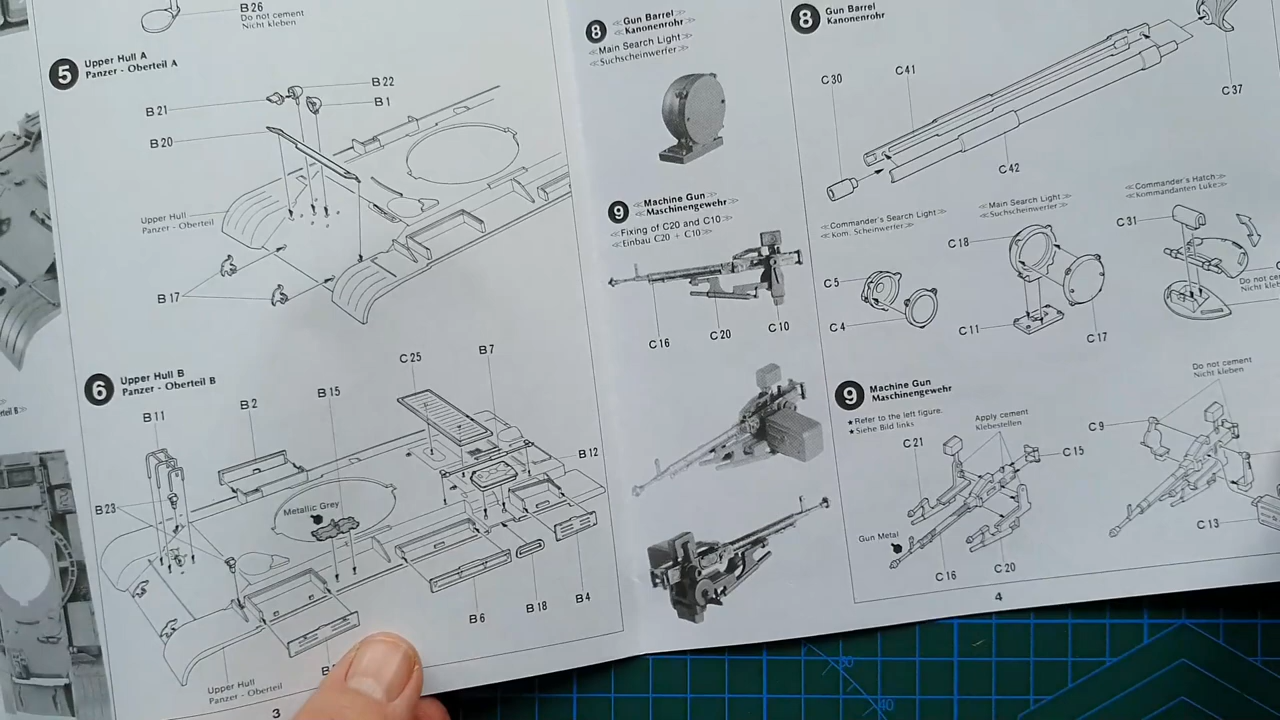 B26
Do not cement
Nicht kleben
5
Upper Hull A
Panzer - Oberteil A
B22
B21
B1
B20
Upper Hull
Panzer - Oberteil
B17
6
Upper Hull B
Panzer - Oberteil B
C25
B7
B15
B2
B11
B12
B23
Metallic Grey
B6
B18
B4
Upper Hull
Panzer - Oberteil
3
8
≪Gun Barrel≫
≪Kanonenrohr≫
≪Main Search Light≫
≪Suchscheinwerfer≫
9
≪Machine Gun≫
≪Maschinengewehr≫
≪Fixing of C20 and C10≫
≪Einbau C20 + C10≫
C16
C20
C10
8
Gun Barrel
Kanonenrohr
C30
C41
C37
C42
≪Commander's Search Light≫
≪Kom. Scheinwerfer≫
≪Main Search Light≫
≪Suchscheinwerfer≫
≪Commander's Hatch≫
≪Kommandanten Luke≫
C31
C18
C5
C4
C11
C17
Do not ce
Nicht kleb
9
Machine Gun
Maschinengewehr
★Refer to the left figure.
★Siehe Bild links
Apply cement
Klebestellen
Do not cement
Nicht kleben
C21
C15
C9
C13
Gun Metal
C16
C20
4
40